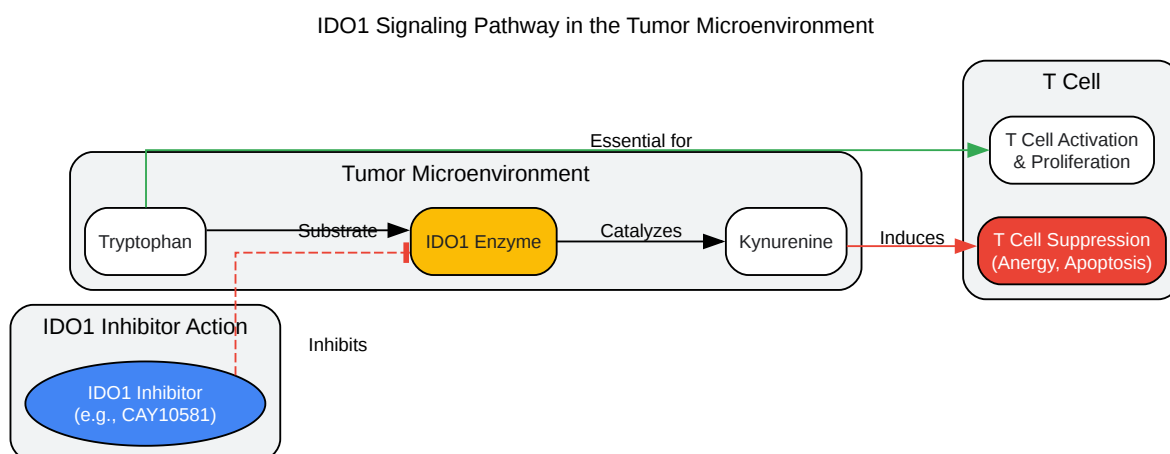 IDO1 Signaling Pathway in the Tumor Microenvironment
T Cell
Essential for
T Cell Activation
& Proliferation
Tumor Microenvironment
Tryptophan
Substrate
IDO1 Enzyme
Catalyzes
Kynurenine
Induces
T Cell Suppression
(Anergy, Apoptosis)
IDO1 Inhibitor Action
Inhibits
IDO1 Inhibitor
(e.g., CAY10581)